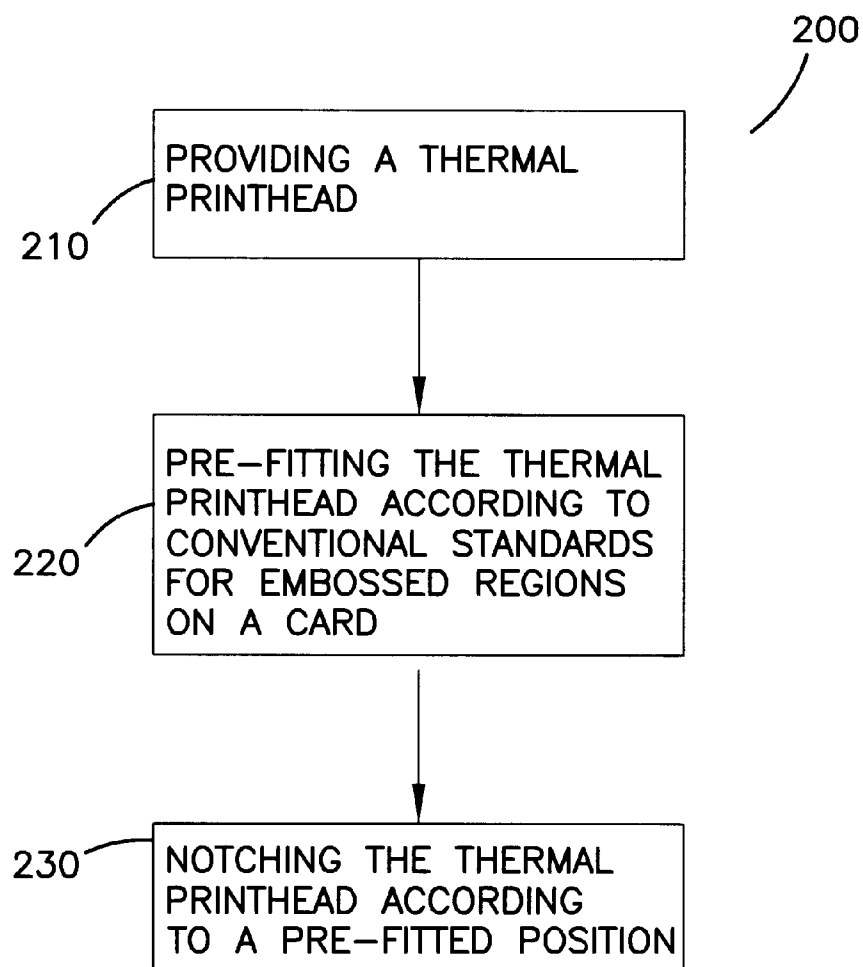 200
PROVIDING A THERMAL
PRINTHEAD
210
PRE-FITTING THE THERMAL
PRINTHEAD ACCORDING TO
CONVENTIONAL STANDARDS
FOR EMBOSSED REGIONS
ON A CARD
220
230
NOTCHING THE THERMAL
PRINTHEAD ACCORDING
TO A PRE-FITTED POSITION